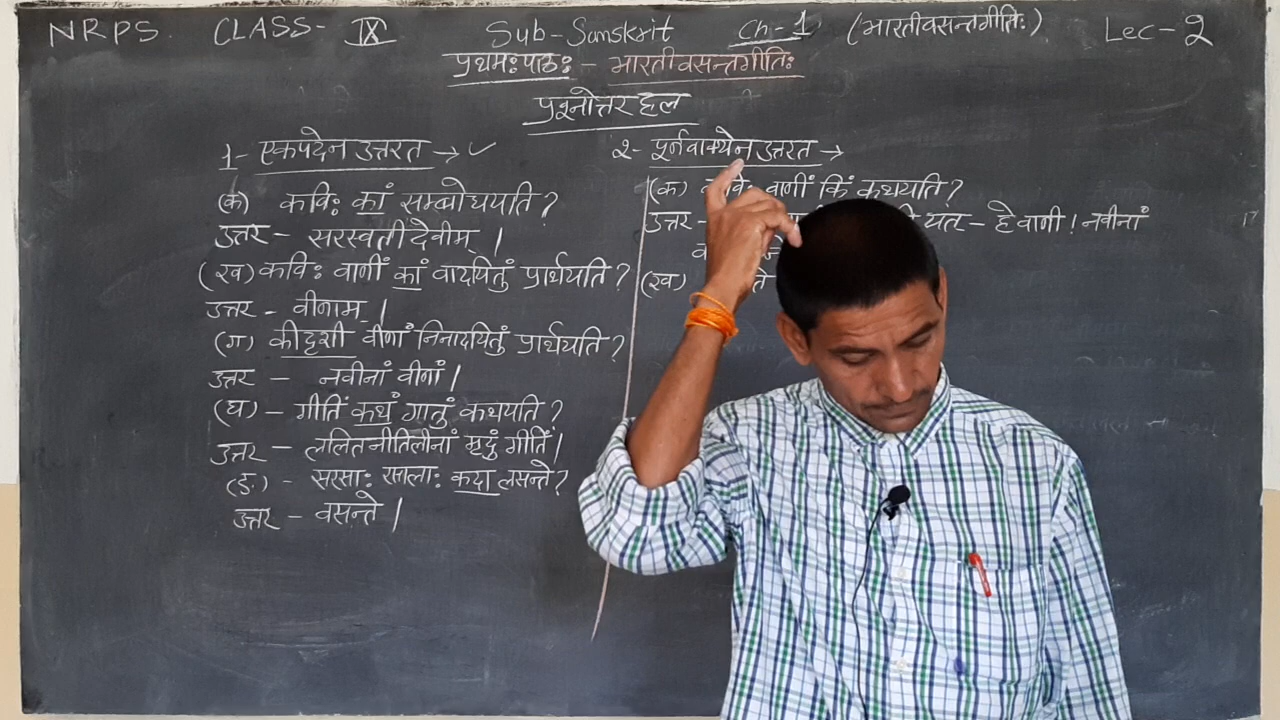 NRPS. CLASS- IX Sub-Sanskrit Ch-1 (भारतीवसन्तगीतिः) Lec-2
प्रथमःपाठः - भारतीवसन्तगीतिः
प्रश्नोत्तर हल
1- एकपदेन उत्तरत → ✓
(क) कविः कां सम्बोधयति ?
उत्तर - सरस्वतीदेवीम् ।
(ख) कविः वाणीं कां वादयितुं प्रार्थयति ?
उत्तर - वीनाम् ।
(ग) कीदृशी वीणां निनादयितुं प्रार्थयति ?
उत्तर - नवीनां वीणां ।
(घ) - गीतिं कथं गातुं कथयति ?
उत्तर - ललितनीतिलीनां मृदुं गीतिं ।
(ङ) - सरसाः रसालाः कदा लसन्ते ?
उत्तर - वसन्ते ।
२- पूर्नवाक्येन उत्तरत →
(क) वाणीं किं कथयति ?
उत्तर - यत् - हे वाणी ! नवीनां
(ख)